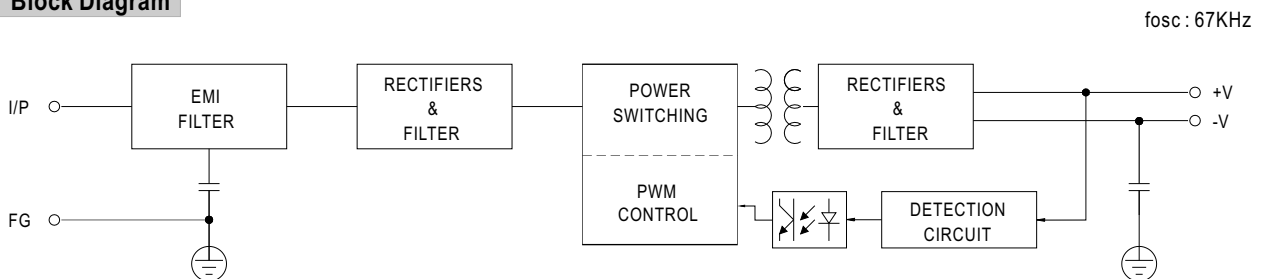 Block Diagram
fosc : 67KHz
I/P
EMI
FILTER
RECTIFIERS
&
FILTER
POWER
SWITCHING
RECTIFIERS
&
FILTER
+V
-V
FG
PWM
CONTROL
DETECTION
CIRCUIT